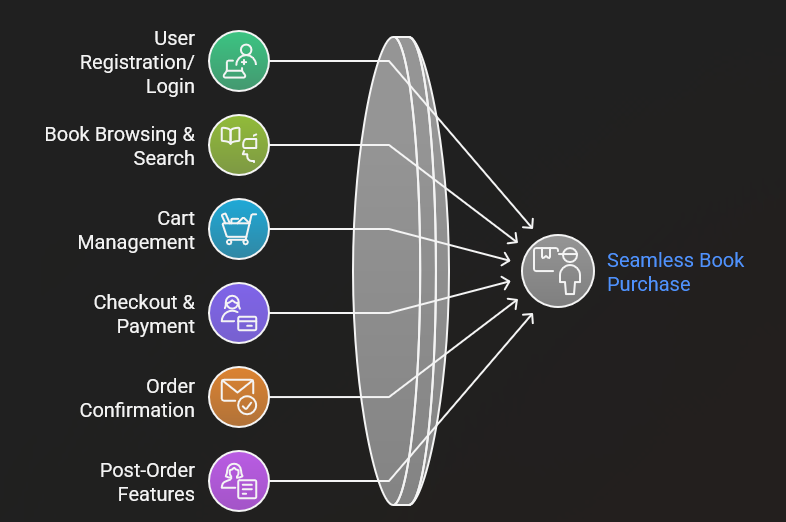 User
Registration/
Login
Book Browsing &
Search
Cart
Management
Checkout &
Payment
Order
Confirmation
Post-Order
Features
Seamless Book
Purchase